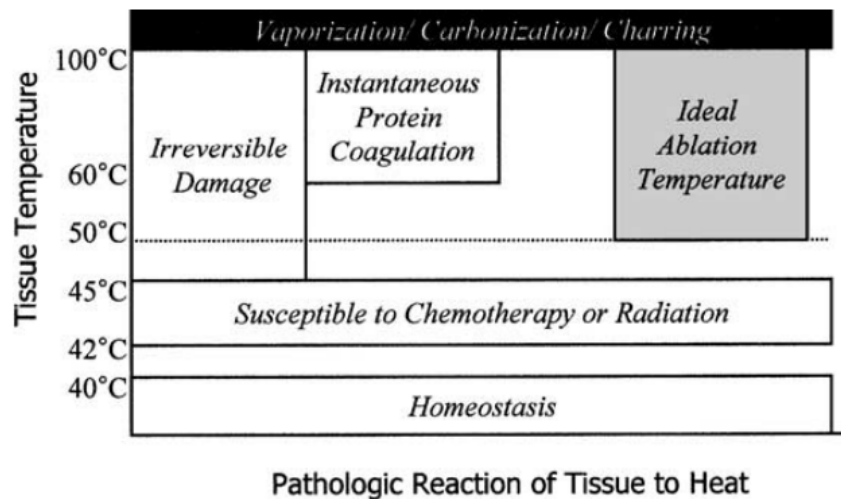 Vaporization/ Carbonization/ Charring
100°C
Instantaneous
Protein
Coagulation
Irreversible
Damage
Ideal
Ablation
Temperature
60°C
50°C
45°C
Susceptible to Chemotherapy or Radiation
42°C
40°C
Homeostasis
Tissue Temperature
Pathologic Reaction of Tissue to Heat